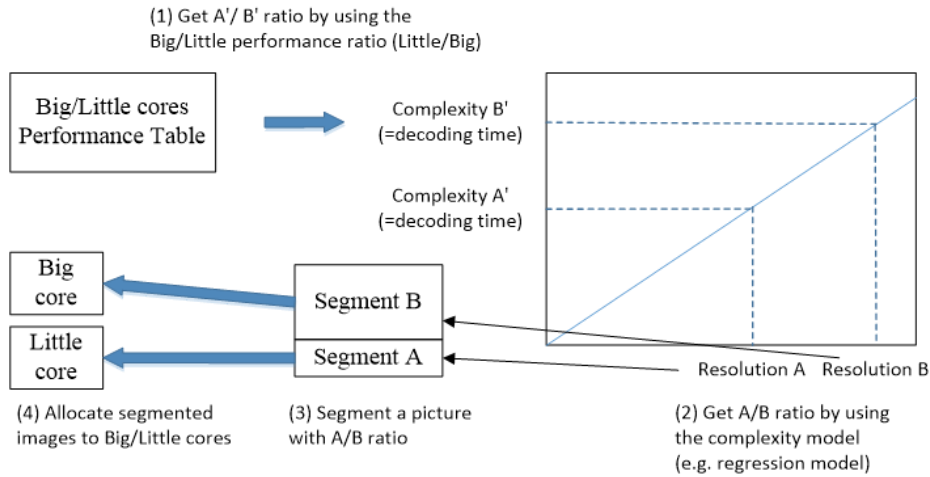 (1) Get A'/ B' ratio by using the
Big/Little performance ratio (Little/Big)
Big/Little cores
Performance Table
Complexity B'
(=decoding time)
Complexity A'
(=decoding time)
Big
core
Little
core
Segment B
Segment A
Resolution A
Resolution B
(4) Allocate segmented
images to Big/Little cores
(3) Segment a picture
with A/B ratio
(2) Get A/B ratio by using
the complexity model
(e.g. regression model)